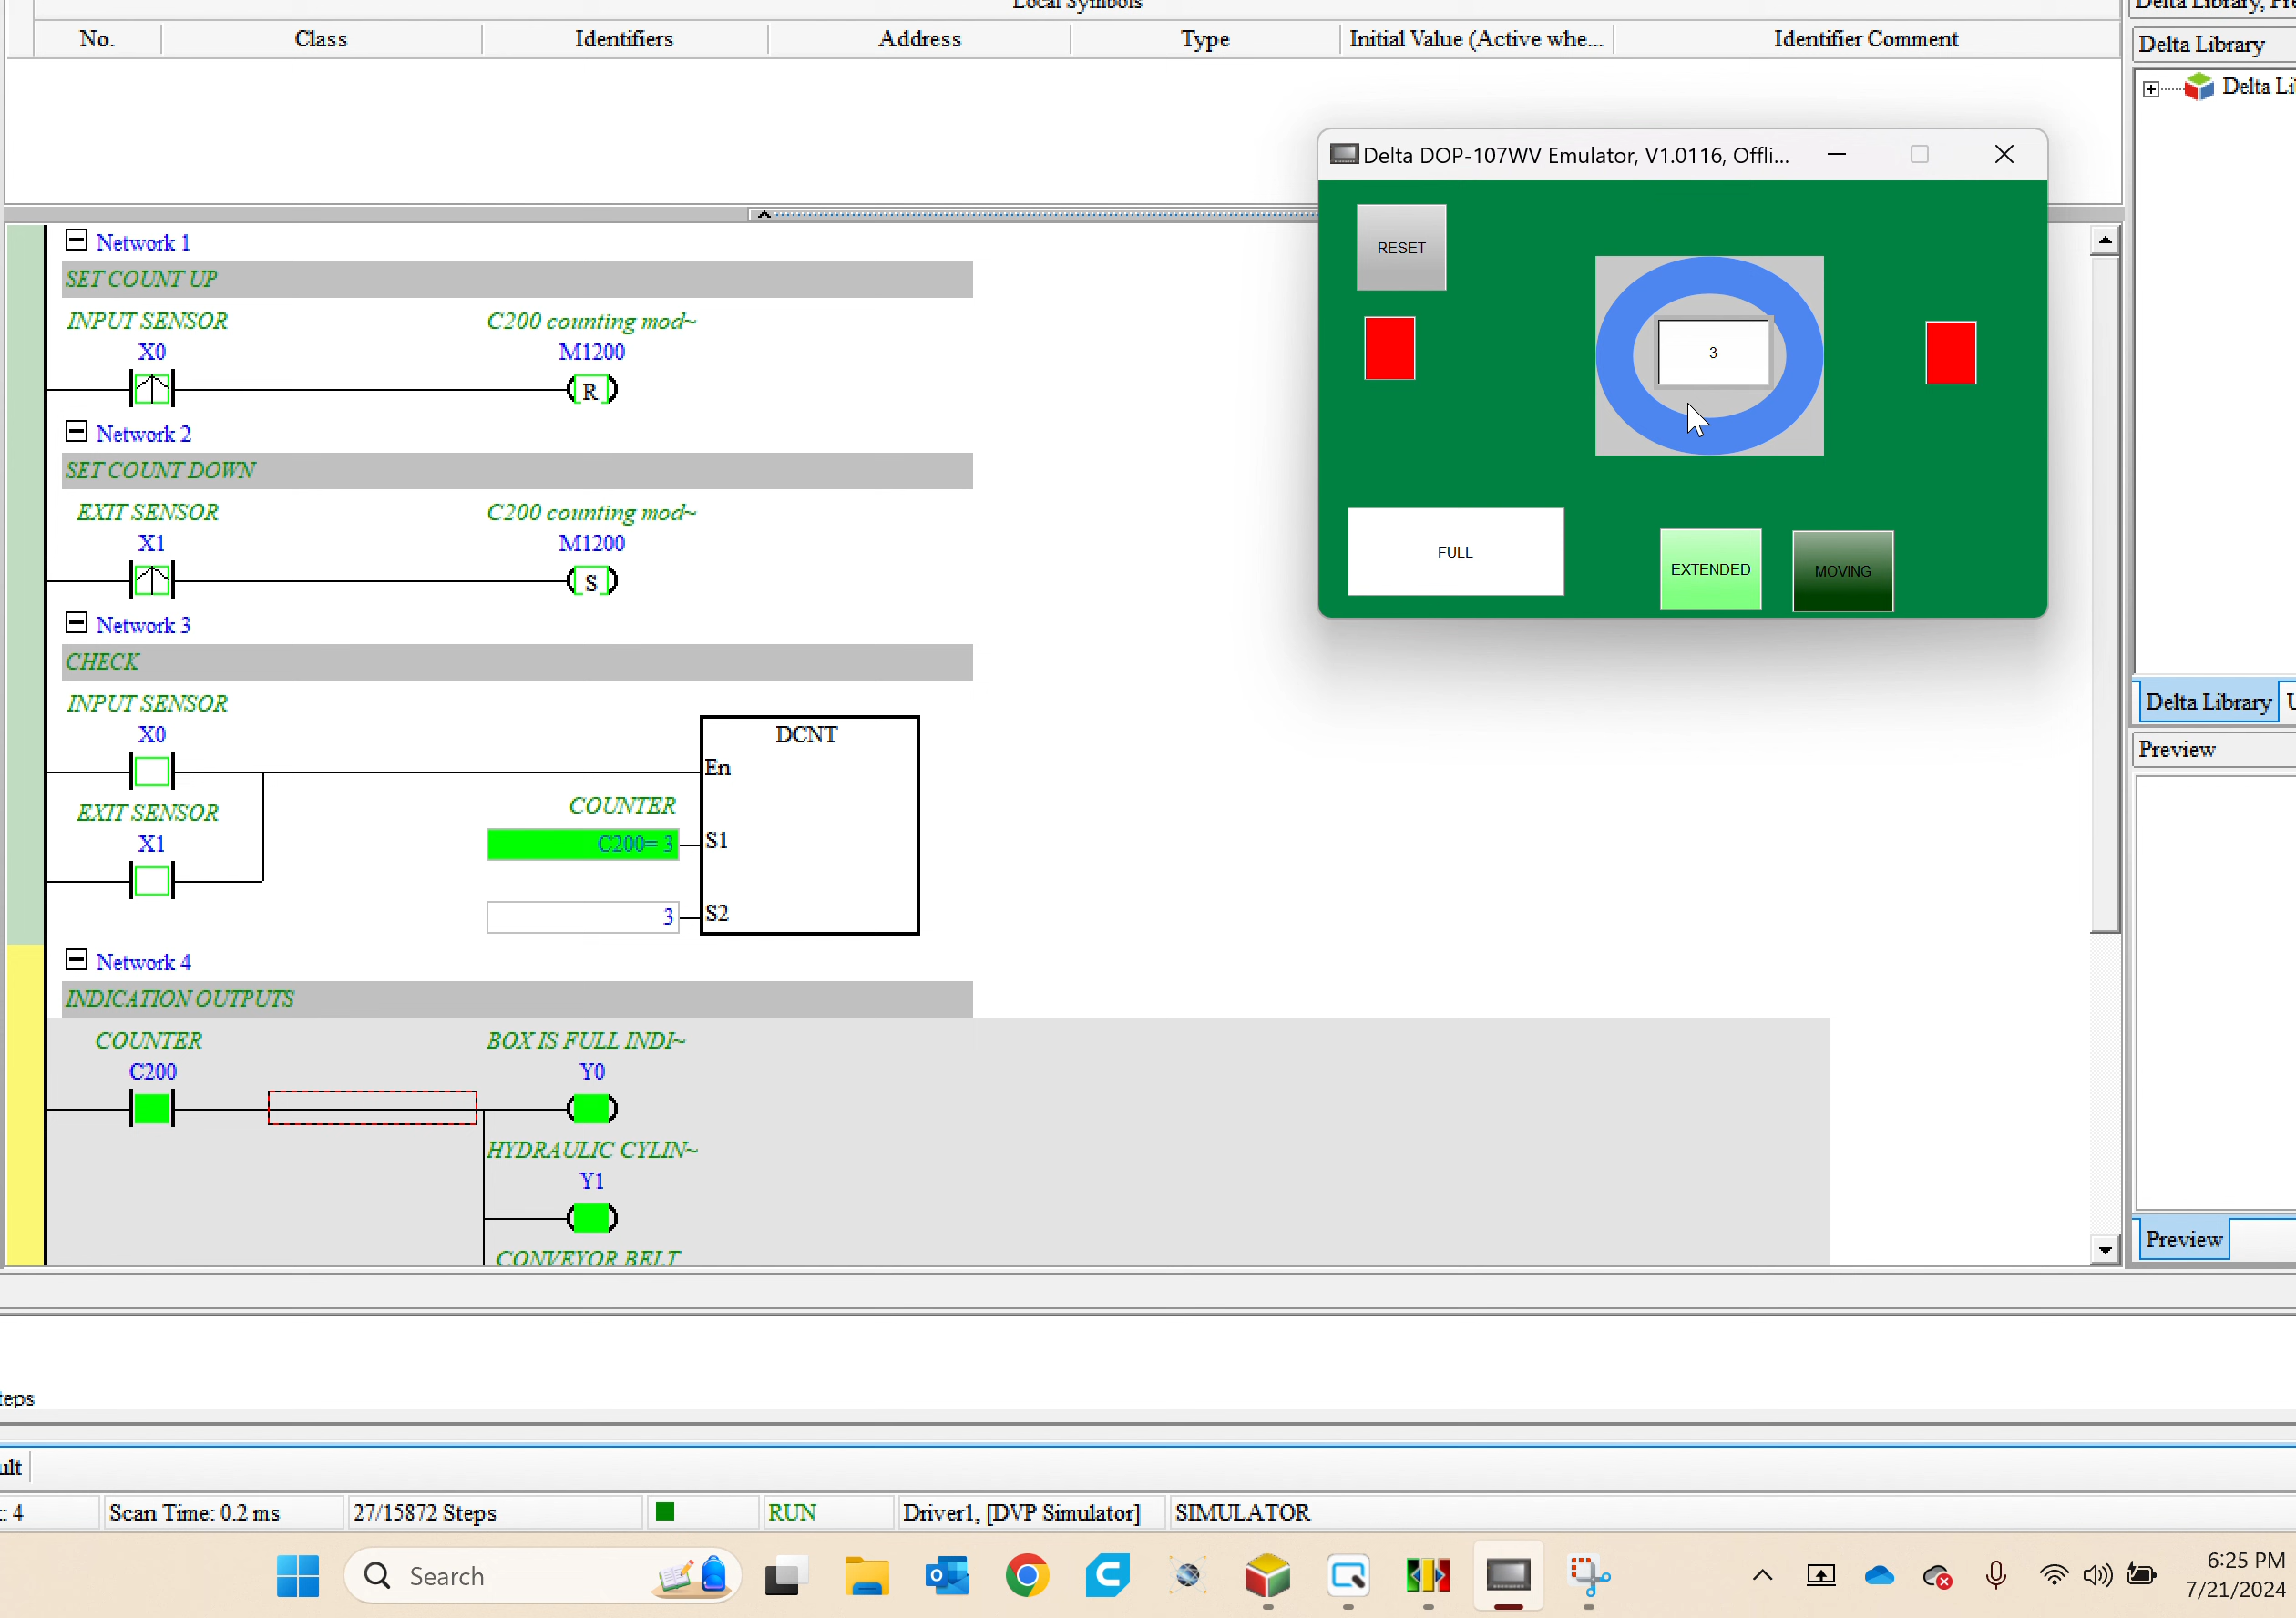 Local Symbols
No. Class Identifiers Address Type Initial Value (Active whe... Identifier Comment
Delta Library
Delta DOP-107WV Emulator, V1.0116, Offli...
RESET
3
FULL
EXTENDED
MOVING
Network 1
SET COUNT UP
INPUT SENSOR C200 counting mod~
X0 M1200
R
Network 2
SET COUNT DOWN
EXIT SENSOR C200 counting mod~
X1 M1200
S
Network 3
CHECK
INPUT SENSOR
X0
DCNT
En
EXIT SENSOR
COUNTER
X1
C200= 3 S1
3 S2
Network 4
INDICATION OUTPUTS
COUNTER BOX IS FULL INDI~
C200 Y0
HYDRAULIC CYLIN~
Y1
CONVEYOR BELT
Delta Library
Preview
Preview
teps
ult
: 4 Scan Time: 0.2 ms 27/15872 Steps RUN Driver1, [DVP Simulator] SIMULATOR
Search
6:25 PM
7/21/2024